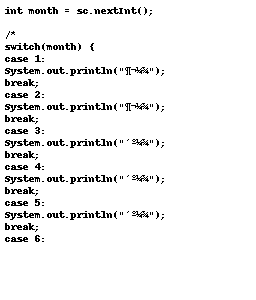 int month = sc.nextInt();
/*
switch(month) {
case 1:
System.out.println("¶¬¼¾");
break;
case 2:
System.out.println("¶¬¼¾");
break;
case 3:
System.out.println("´º¼¾");
break;
case 4:
System.out.println("´º¼¾");
break;
case 5:
System.out.println("´º¼¾");
break;
case 6: